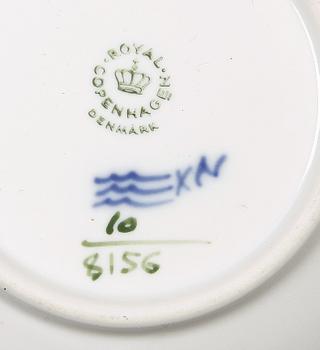 ROYAL
COPENHAGEN
DENMARK
XN
10
8156